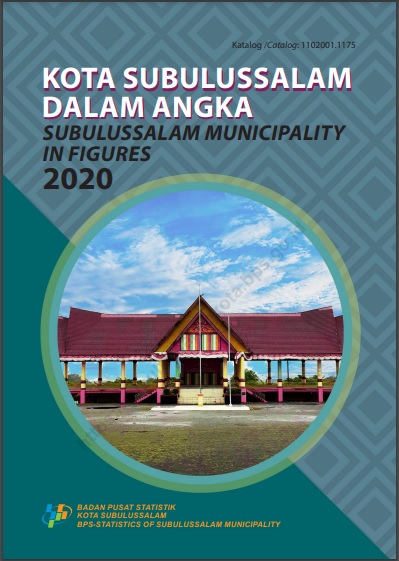 Katalog /Catalog: 1102001.1175
KOTA SUBULUSSALAM
DALAM ANGKA
SUBULUSSALAM MUNICIPALITY
IN FIGURES
2020
BADAN PUSAT STATISTIK
KOTA SUBULUSSALAM
BPS-STATISTICS OF SUBULUSSALAM MUNICIPALITY